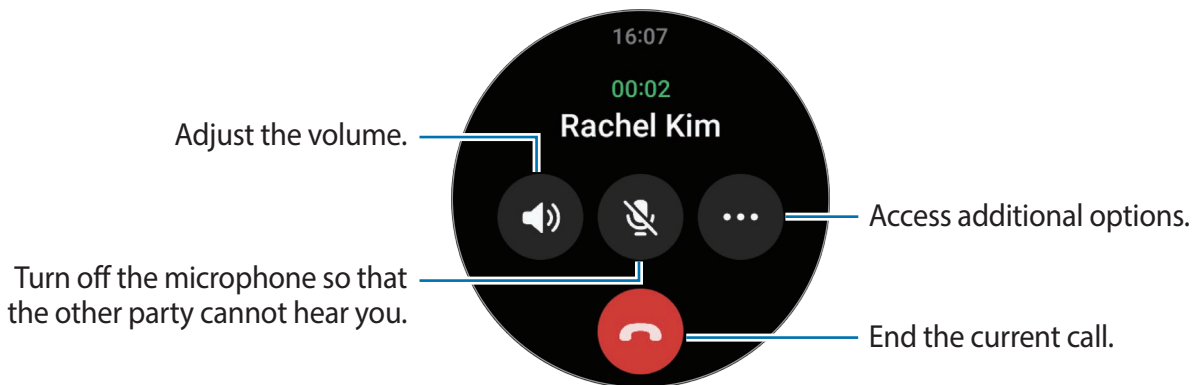 16:07
00:02
Rachel Kim
Adjust the volume.
Access additional options.
Turn off the microphone so that
the other party cannot hear you.
End the current call.